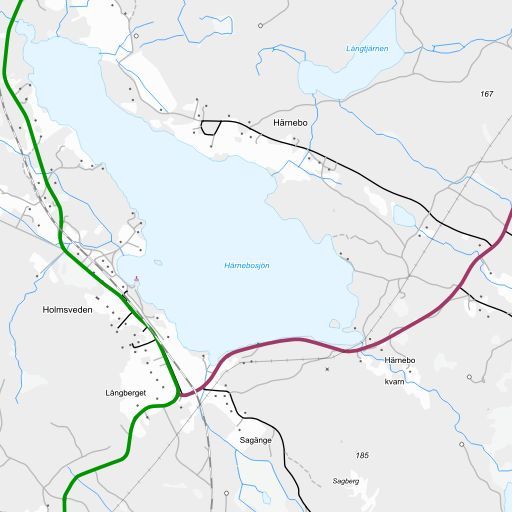 Långtjärnen
167
Härnebo
Härnebosjön
Holmsveden
Härnebo
kvarn
Långberget
Sagänge
185
Sagberg